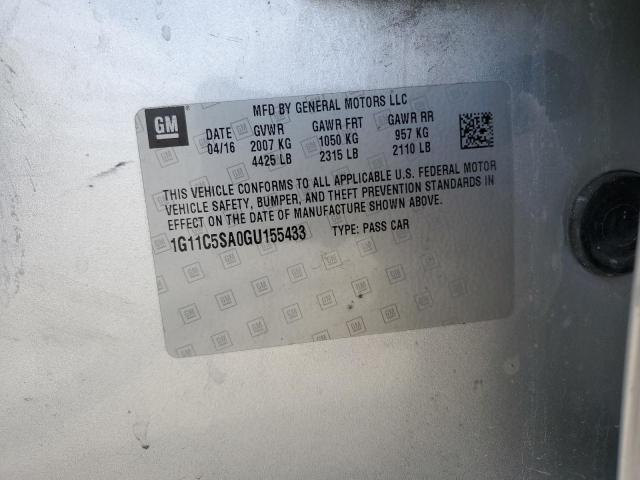 GM
MFD BY GENERAL MOTORS LLC
DATE GVWR GAWR FRT GAWR RR
04/16 2007 KG 1050 KG 957 KG
4425 LB 2315 LB 2110 LB
THIS VEHICLE CONFORMS TO ALL APPLICABLE U.S. FEDERAL MOTOR
VEHICLE SAFETY, BUMPER, AND THEFT PREVENTION STANDARDS IN
EFFECT ON THE DATE OF MANUFACTURE SHOWN ABOVE.
1G11C5SA0GU155433 TYPE: PASS CAR